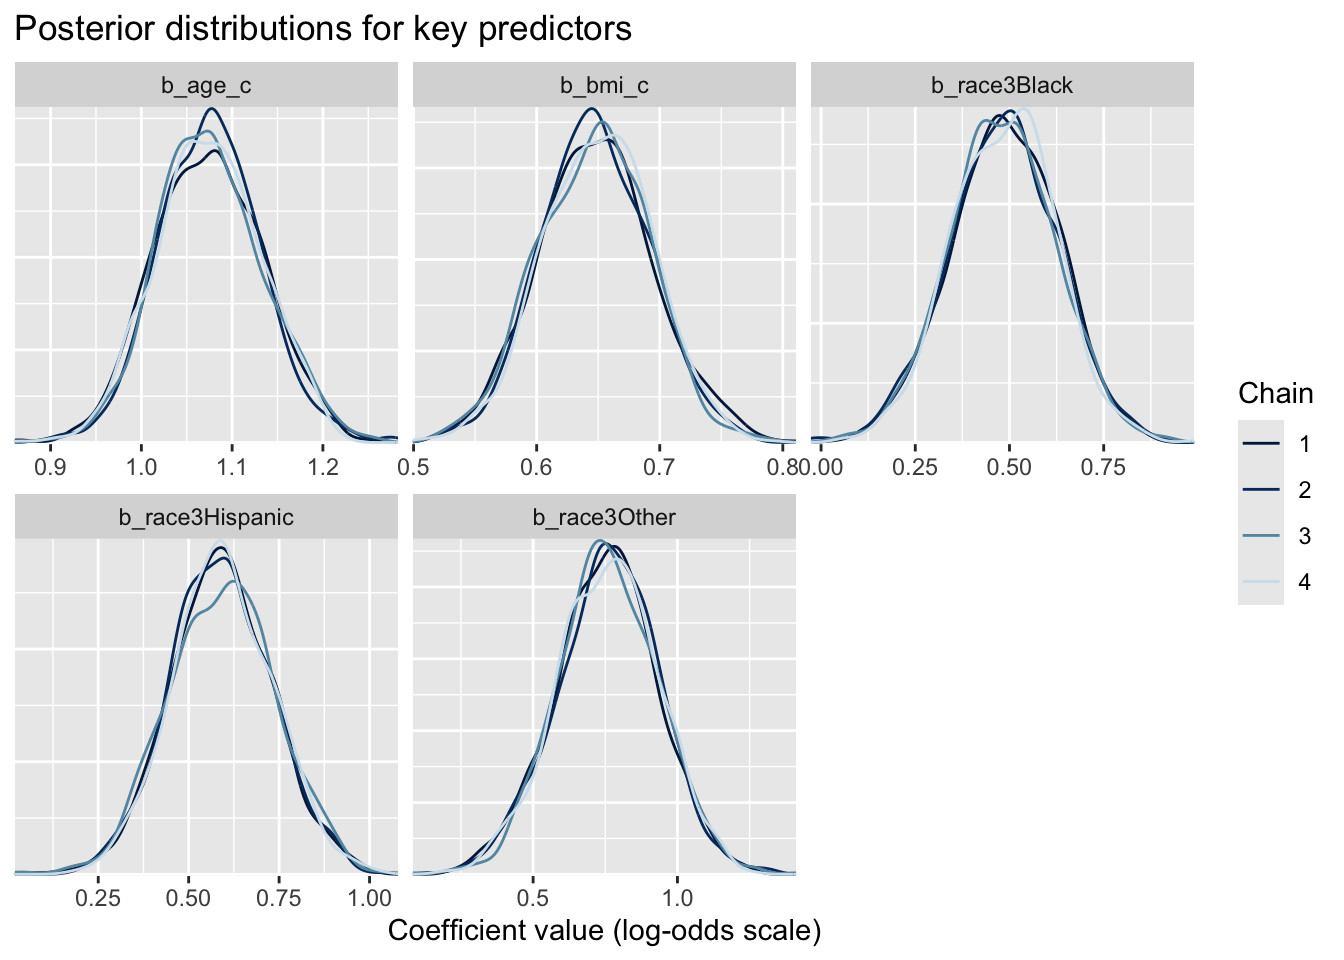 Posterior distributions for key predictors
b_age_c
b_bmi_c
b_race3Black
0.9 1.0 1.1 1.2
0.5 0.6 0.7 0.8
0.00 0.25 0.50 0.75
b_race3Hispanic
b_race3Other
0.25 0.50 0.75 1.00
0.5 1.0
Coefficient value (log-odds scale)
Chain
1
2
3
4